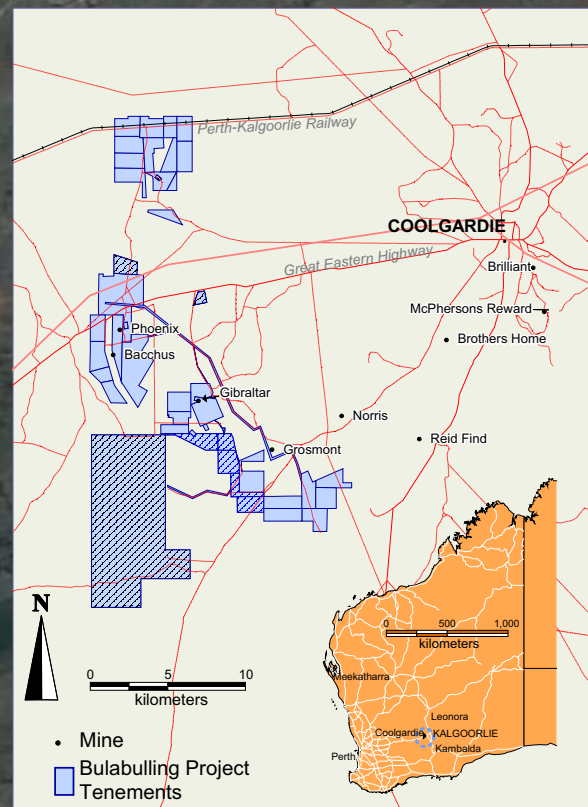 Perth-Kalgoorlie Railway
COOLGARDIE
Great Eastern Highway
Brilliant
McPhersons Reward
Phoenix
Brothers Home
Bacchus
Gibraltar
Norris
Reid Find
Grosmont
N
0 5 10
kilometers
Mine
Bulabulling Project
Tenements
0 500 1,000
kilometers
Meekatharra
Leonora
Coolgardie KALGOORLIE
Kambalda
Perth